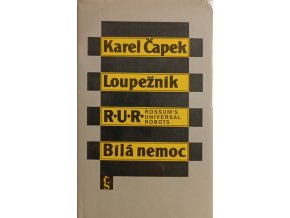 Karel Čapek
Loupežník
R·U·R·
ROSSUM'S
UNIVERSAL
ROBOTS
Bílá nemoc